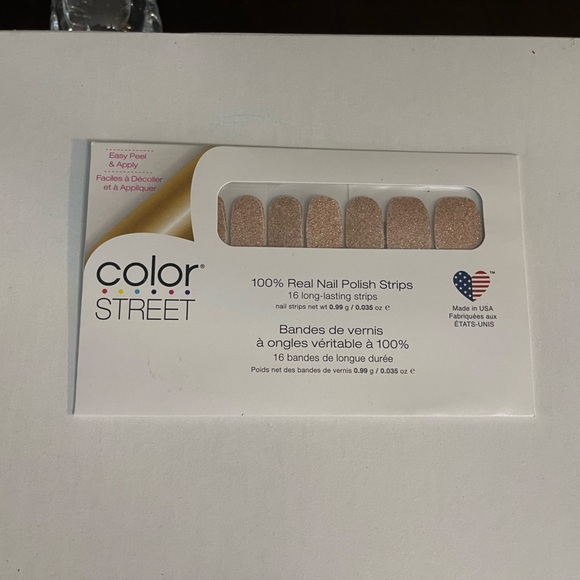 Easy Peel
& Apply
Faciles à Décoller
et à Appliquer
color®
STREET
100% Real Nail Polish Strips
16 long-lasting strips
nail strips net wt 0.99 g / 0.035 oz ℮
Bandes de vernis
à ongles véritable à 100%
16 bandes de longue durée
Poids net des bandes de vernis 0.99 g / 0.035 oz ℮
™
Made in USA
Fabriquées aux
ÉTATS-UNIS